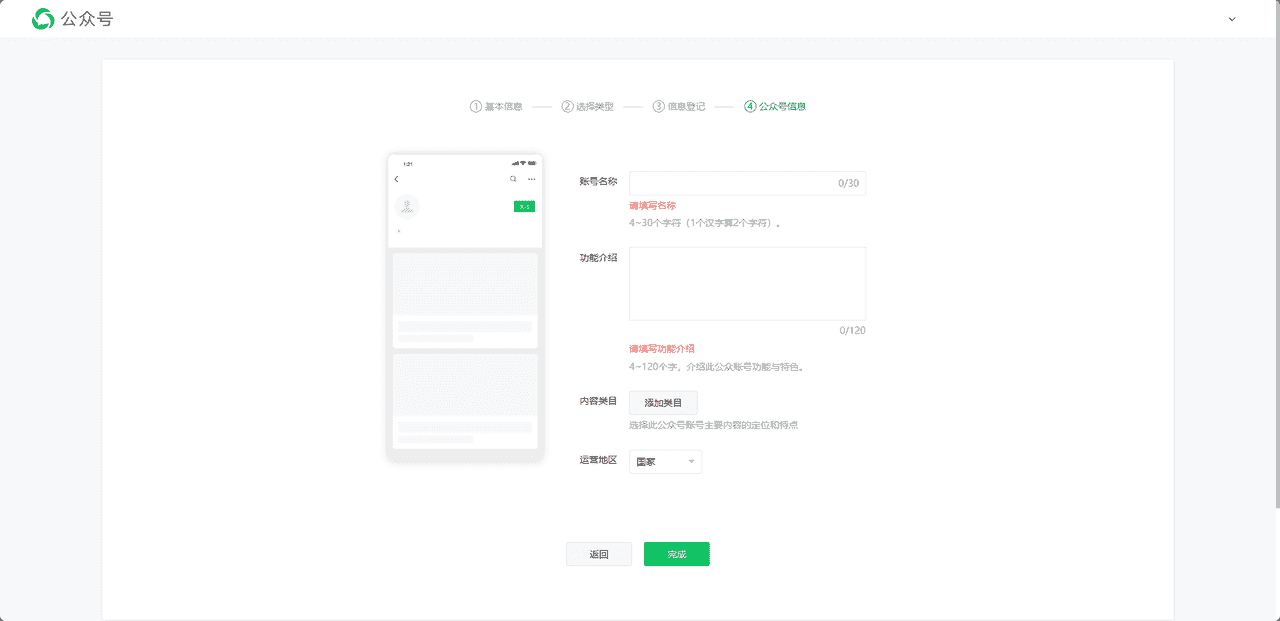 公众号
①基本信息 ②选择类型 ③信息登记 ④公众号信息
账号名称
0/30
请填写名称
4~30个字符（1个汉字算2个字符）。
功能介绍
0/120
请填写功能介绍
4~120个字，介绍此公众账号功能与特色。
内容类目
添加类目
选择此公众号账号主要内容的定位和特点
运营地区
国家
返回
完成